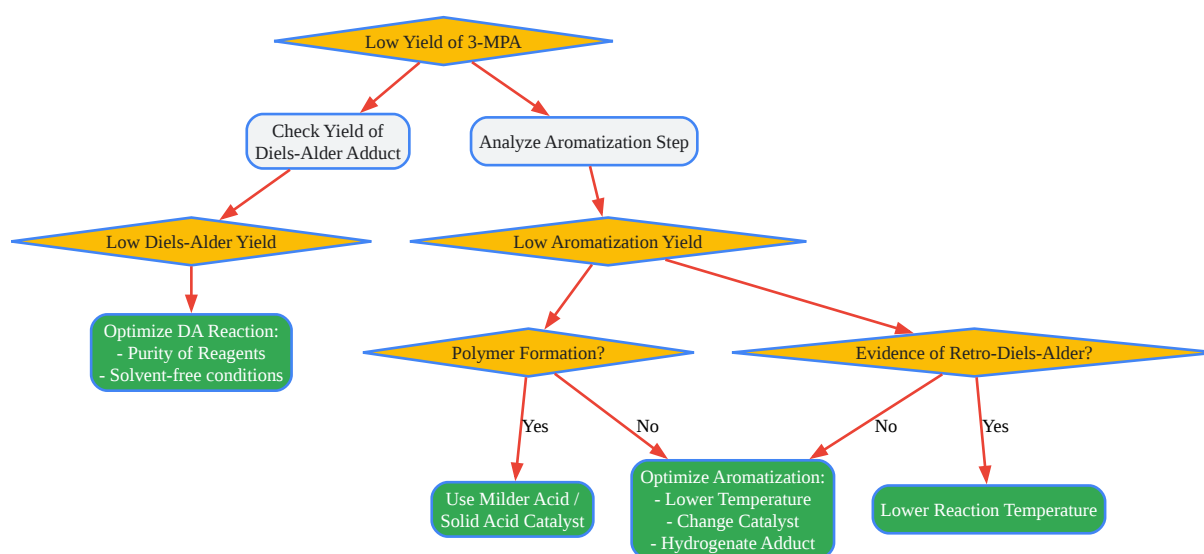 Low Yield of 3-MPA
Check Yield of
Diels-Alder Adduct
Analyze Aromatization Step
Low Diels-Alder Yield
Low Aromatization Yield
Optimize DA Reaction:
- Purity of Reagents
- Solvent-free conditions
Polymer Formation?
Evidence of Retro-Diels-Alder?
Yes
No
No
Yes
Use Milder Acid /
Solid Acid Catalyst
Optimize Aromatization:
- Lower Temperature
- Change Catalyst
- Hydrogenate Adduct
Lower Reaction Temperature